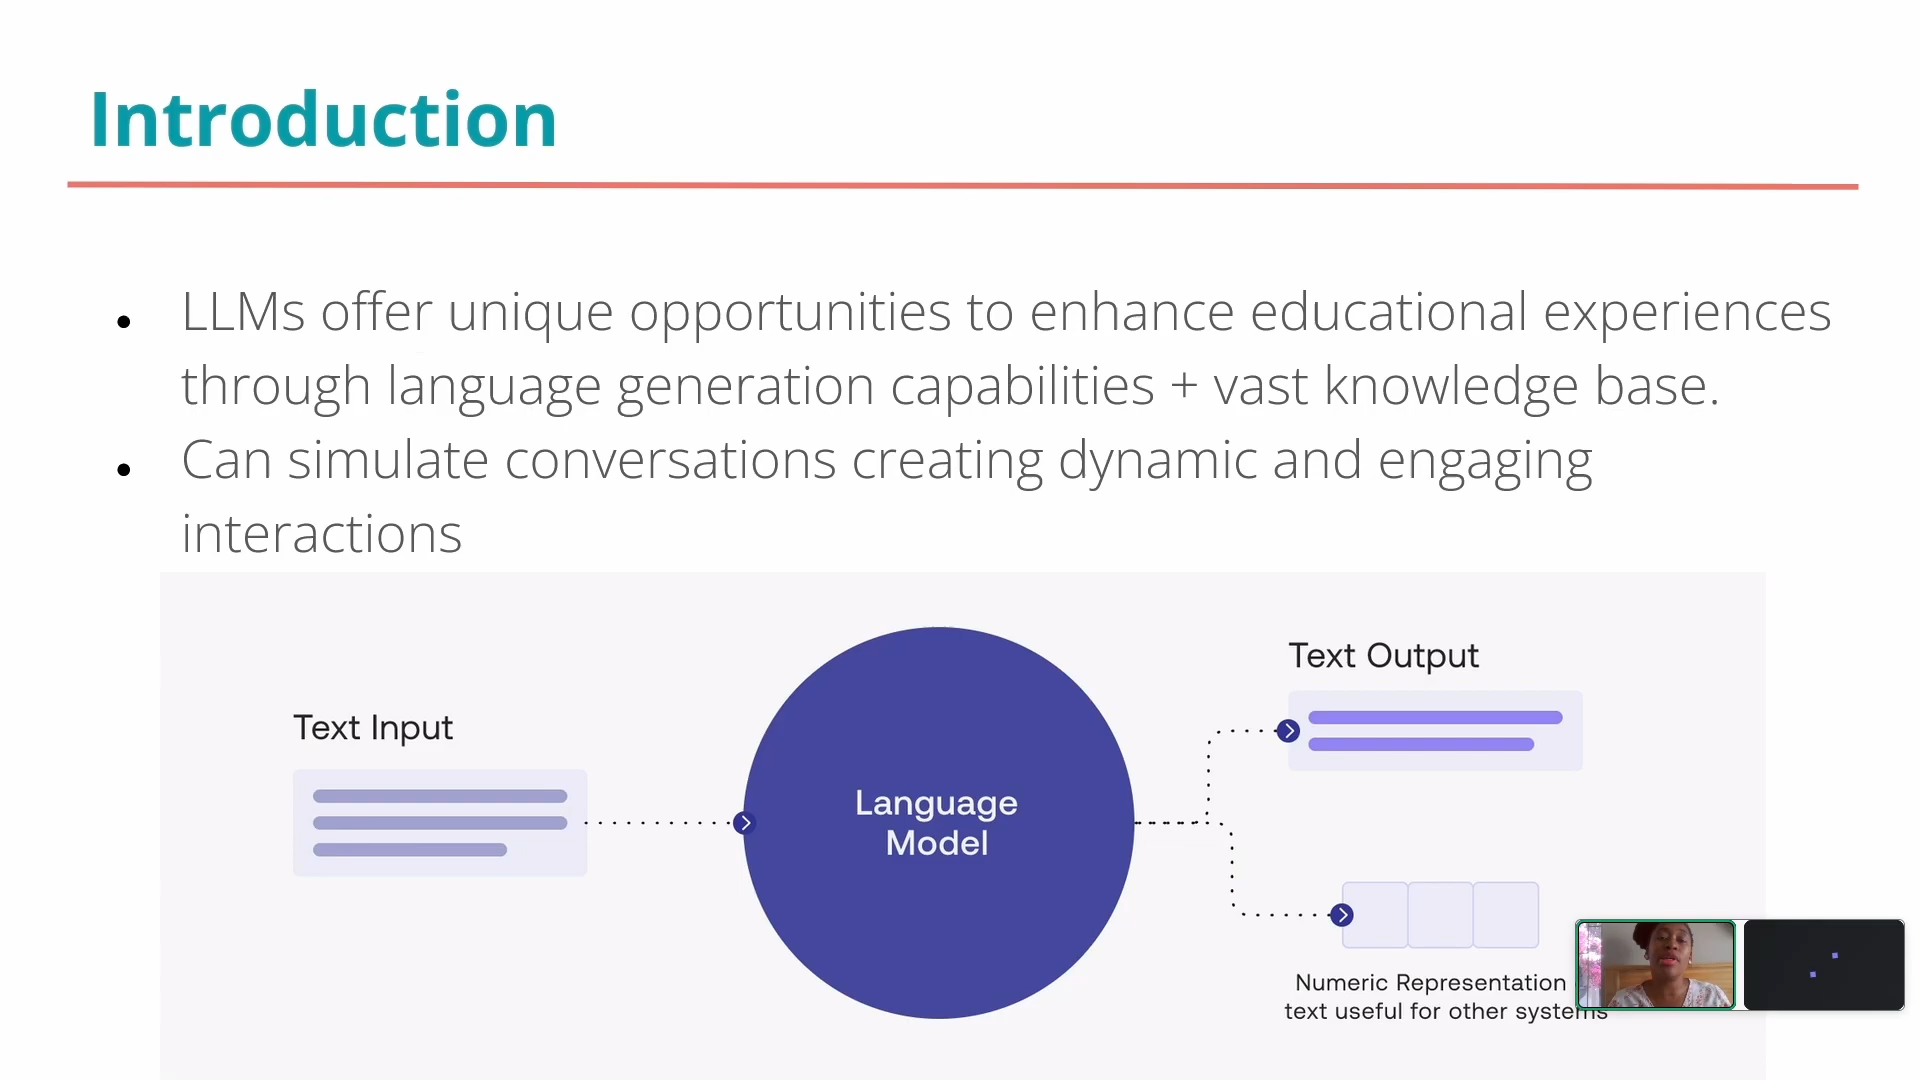 Introduction
LLMs offer unique opportunities to enhance educational experiences
through language generation capabilities + vast knowledge base.
Can simulate conversations creating dynamic and engaging
interactions
Text Input
Language
Model
Text Output
Numeric Representation
text useful for other systems